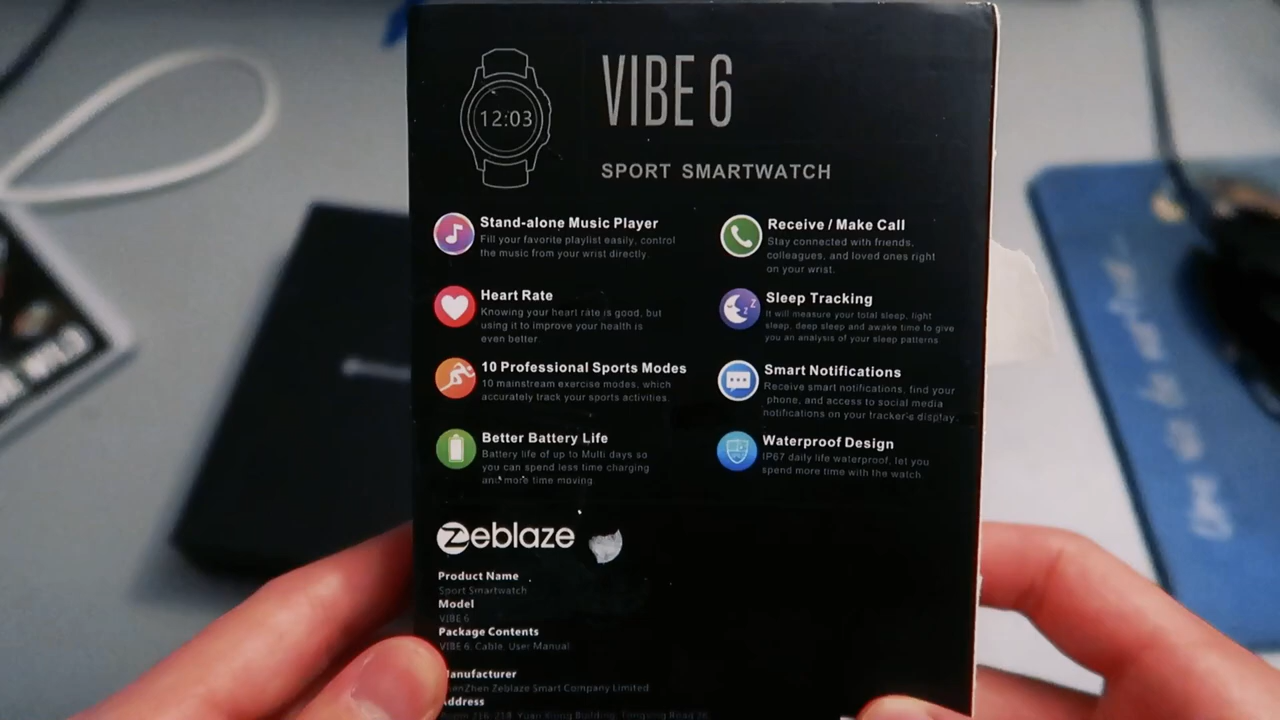 12:03
VIBE 6
SPORT SMARTWATCH
Stand-alone Music Player
Fill your favorite playlist easily, control
the music from your wrist directly.
Receive / Make Call
Stay connected with friends,
colleagues, and loved ones right
on your wrist.
Heart Rate
Knowing your heart rate is good, but
using it to improve your health is
even better
Sleep Tracking
It will measure your total sleep, light
sleep, deep sleep and awake time to give
you an analysis of your sleep patterns
10 Professional Sports Modes
10 mainstream exercise modes, which
accurately track your sports activities.
Smart Notifications
Receive smart notifications, find your
phone, and access to social media
notifications on your tracker's display.
Better Battery Life
Battery life of up to Multi days so
you can spend less time charging
and more time moving
Waterproof Design
IP67 daily life waterproof, let you
spend more time with the watch
Zeblaze
Product Name
Sport Smartwatch
Model
VIBE 6
Package Contents
VIBE 6, Cable, User Manual
Manufacturer
ShenZhen Zeblaze Smart Company Limited
Address